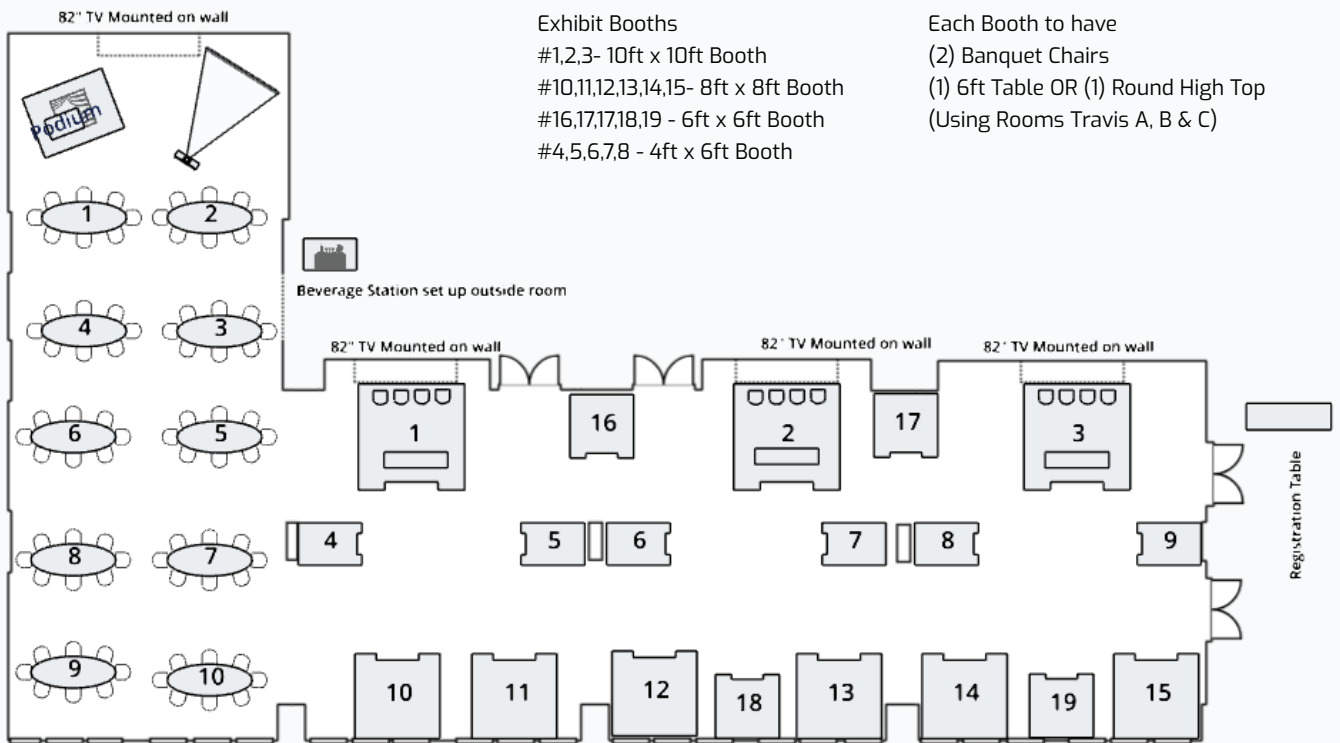 82" TV Mounted on wall
Exhibit Booths
#1,2,3- 10ft x 10ft Booth
#10,11,12,13,14,15- 8ft x 8ft Booth
#16,17,17,18,19 - 6ft x 6ft Booth
#4,5,6,7,8 - 4ft x 6ft Booth
Each Booth to have
(2) Banquet Chairs
(1) 6ft Table OR (1) Round High Top
(Using Rooms Travis A, B & C)
Podium
1 2
Beverage Station set up outside room
4 3
82" TV Mounted on wall
82" TV Mounted on wall
82" TV Mounted on wall
6 5
1 16 2 17 3
Registration Table
8 7
4 5 6 7 8 9
9 10
10 11 12 18 13 14 19 15